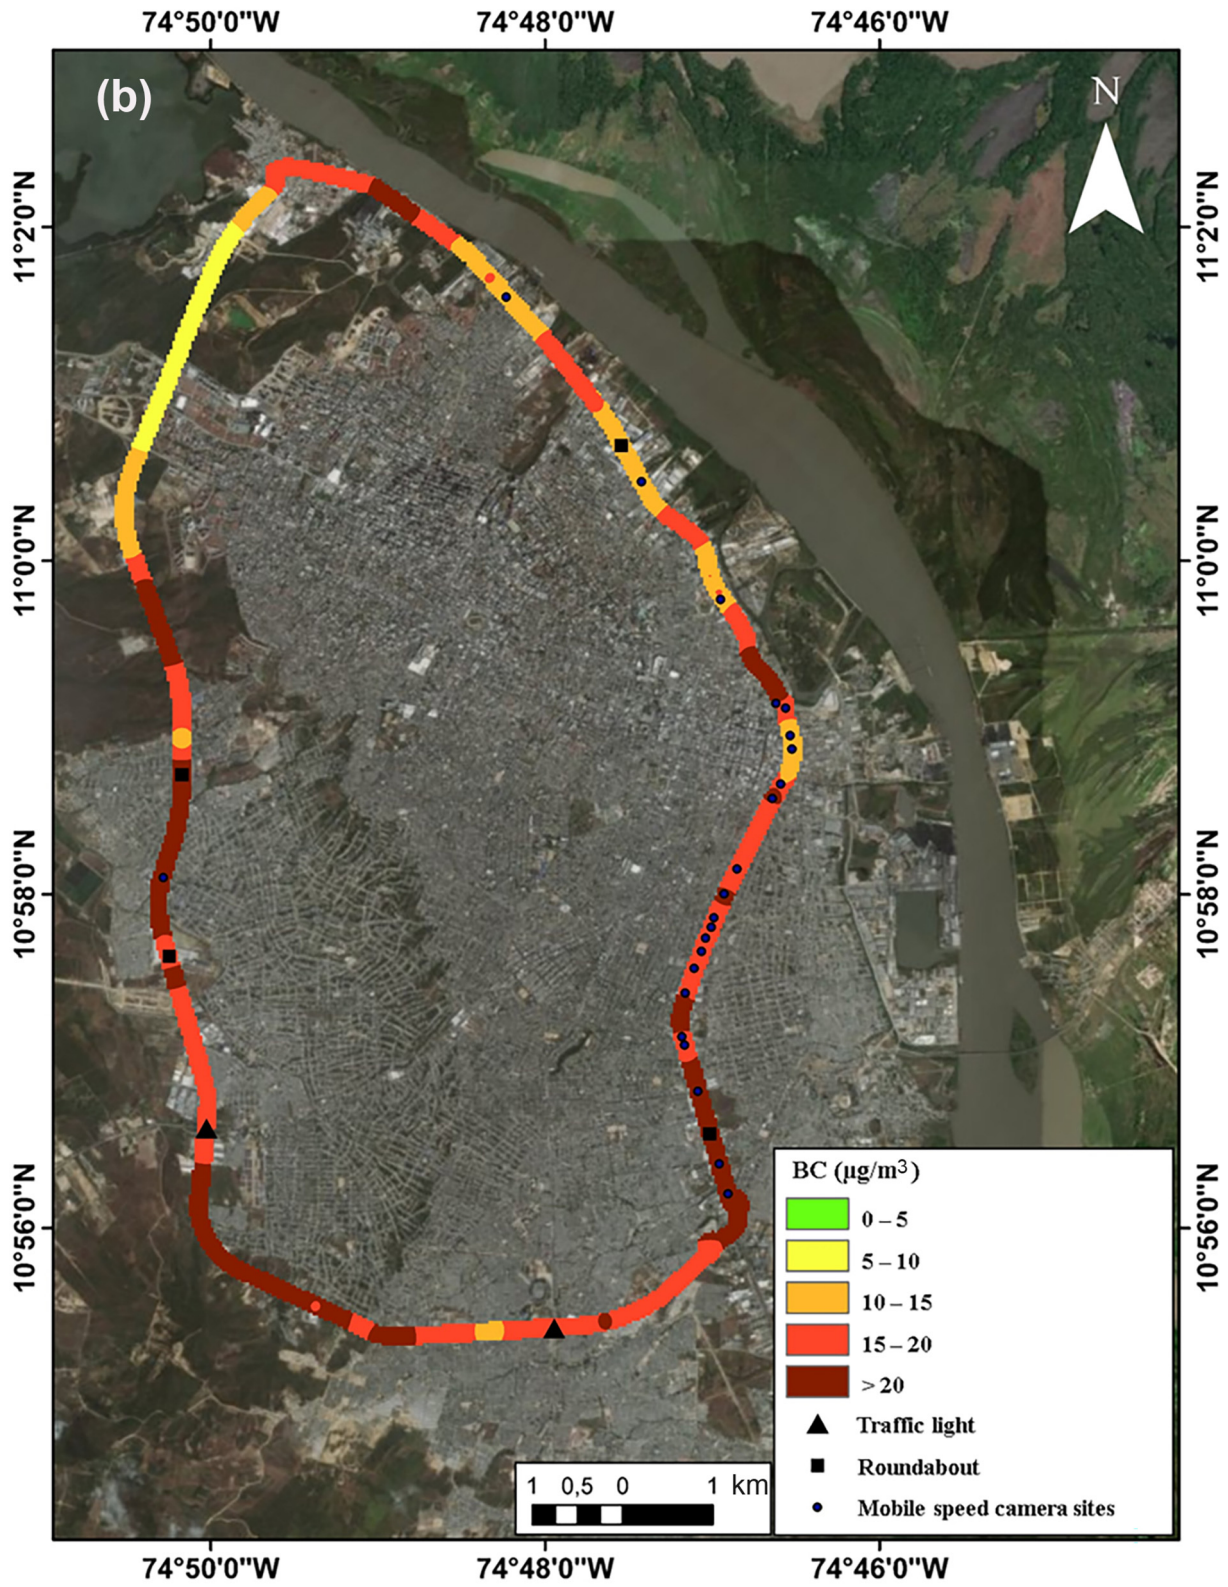 74°50'0"W 74°48'0"W 74°46'0"W
(b)
N
11°2'0"N 11°2'0"N
11°0'0"N 11°0'0"N
10°58'0"N 10°58'0"N
10°56'0"N 10°56'0"N
BC (µg/m³)
0 – 5
5 – 10
10 – 15
15 – 20
> 20
Traffic light
Roundabout
Mobile speed camera sites
1 0,5 0 1 km
74°50'0"W 74°48'0"W 74°46'0"W